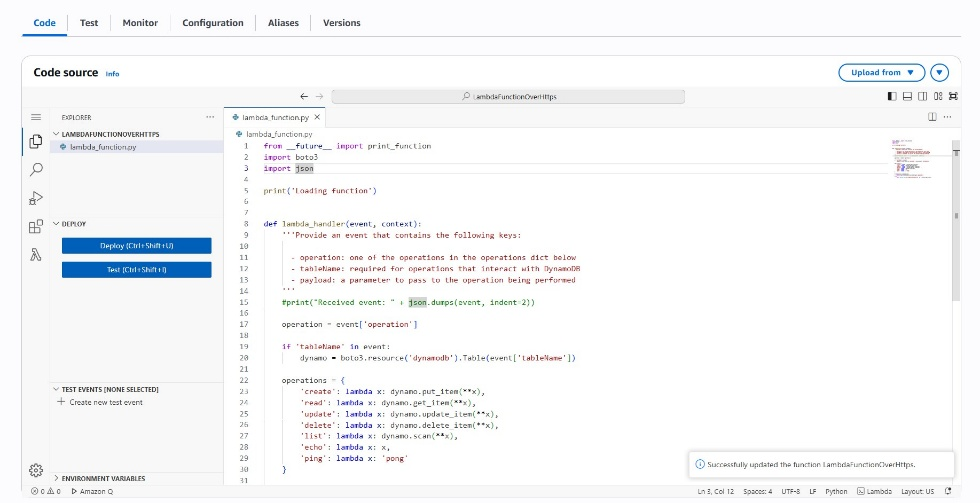 Code Test Monitor Configuration Aliases Versions
Code source Info
Upload from
LambdaFunctionOverHttps
EXPLORER
LAMBDAFUNCTIONOVERHTTPS
lambda_function.py
DEPLOY
Deploy (Ctrl+Shift+U)
Test (Ctrl+Shift+I)
TEST EVENTS [NONE SELECTED]
Create new test event
ENVIRONMENT VARIABLES
lambda_function.py
lambda_function.py
1 from __future__ import print_function
2 import boto3
3 import json
4
5 print('Loading function')
6
7
8 def lambda_handler(event, context):
9 '''Provide an event that contains the following keys:
10
11 - operation: one of the operations in the operations dict below
12 - tableName: required for operations that interact with DynamoDB
13 - payload: a parameter to pass to the operation being performed
14 '''
15 #print("Received event: " + json.dumps(event, indent=2))
16
17 operation = event['operation']
18
19 if 'tableName' in event:
20 dynamo = boto3.resource('dynamodb').Table(event['tableName'])
21
22 operations = {
23 'create': lambda x: dynamo.put_item(**x),
24 'read': lambda x: dynamo.get_item(**x),
25 'update': lambda x: dynamo.update_item(**x),
26 'delete': lambda x: dynamo.delete_item(**x),
27 'list': lambda x: dynamo.scan(**x),
28 'echo': lambda x: x,
29 'ping': lambda x: 'pong'
30 }
31
Successfully updated the function LambdaFunctionOverHttps.
0 0 Amazon Q Ln 3, Col 12 Spaces: 4 UTF-8 LF Python Lambda Layout: US